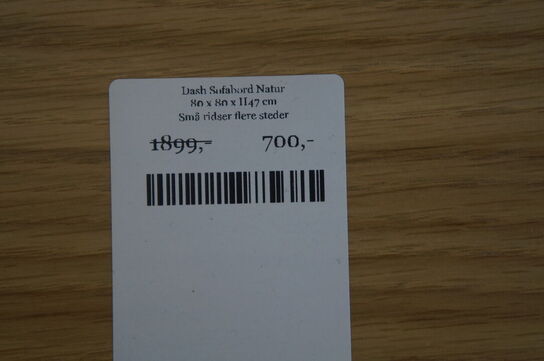 Dash Sofabord Natur
80 x 80 x H47 cm
Små ridser flere steder
1899,- 700,-